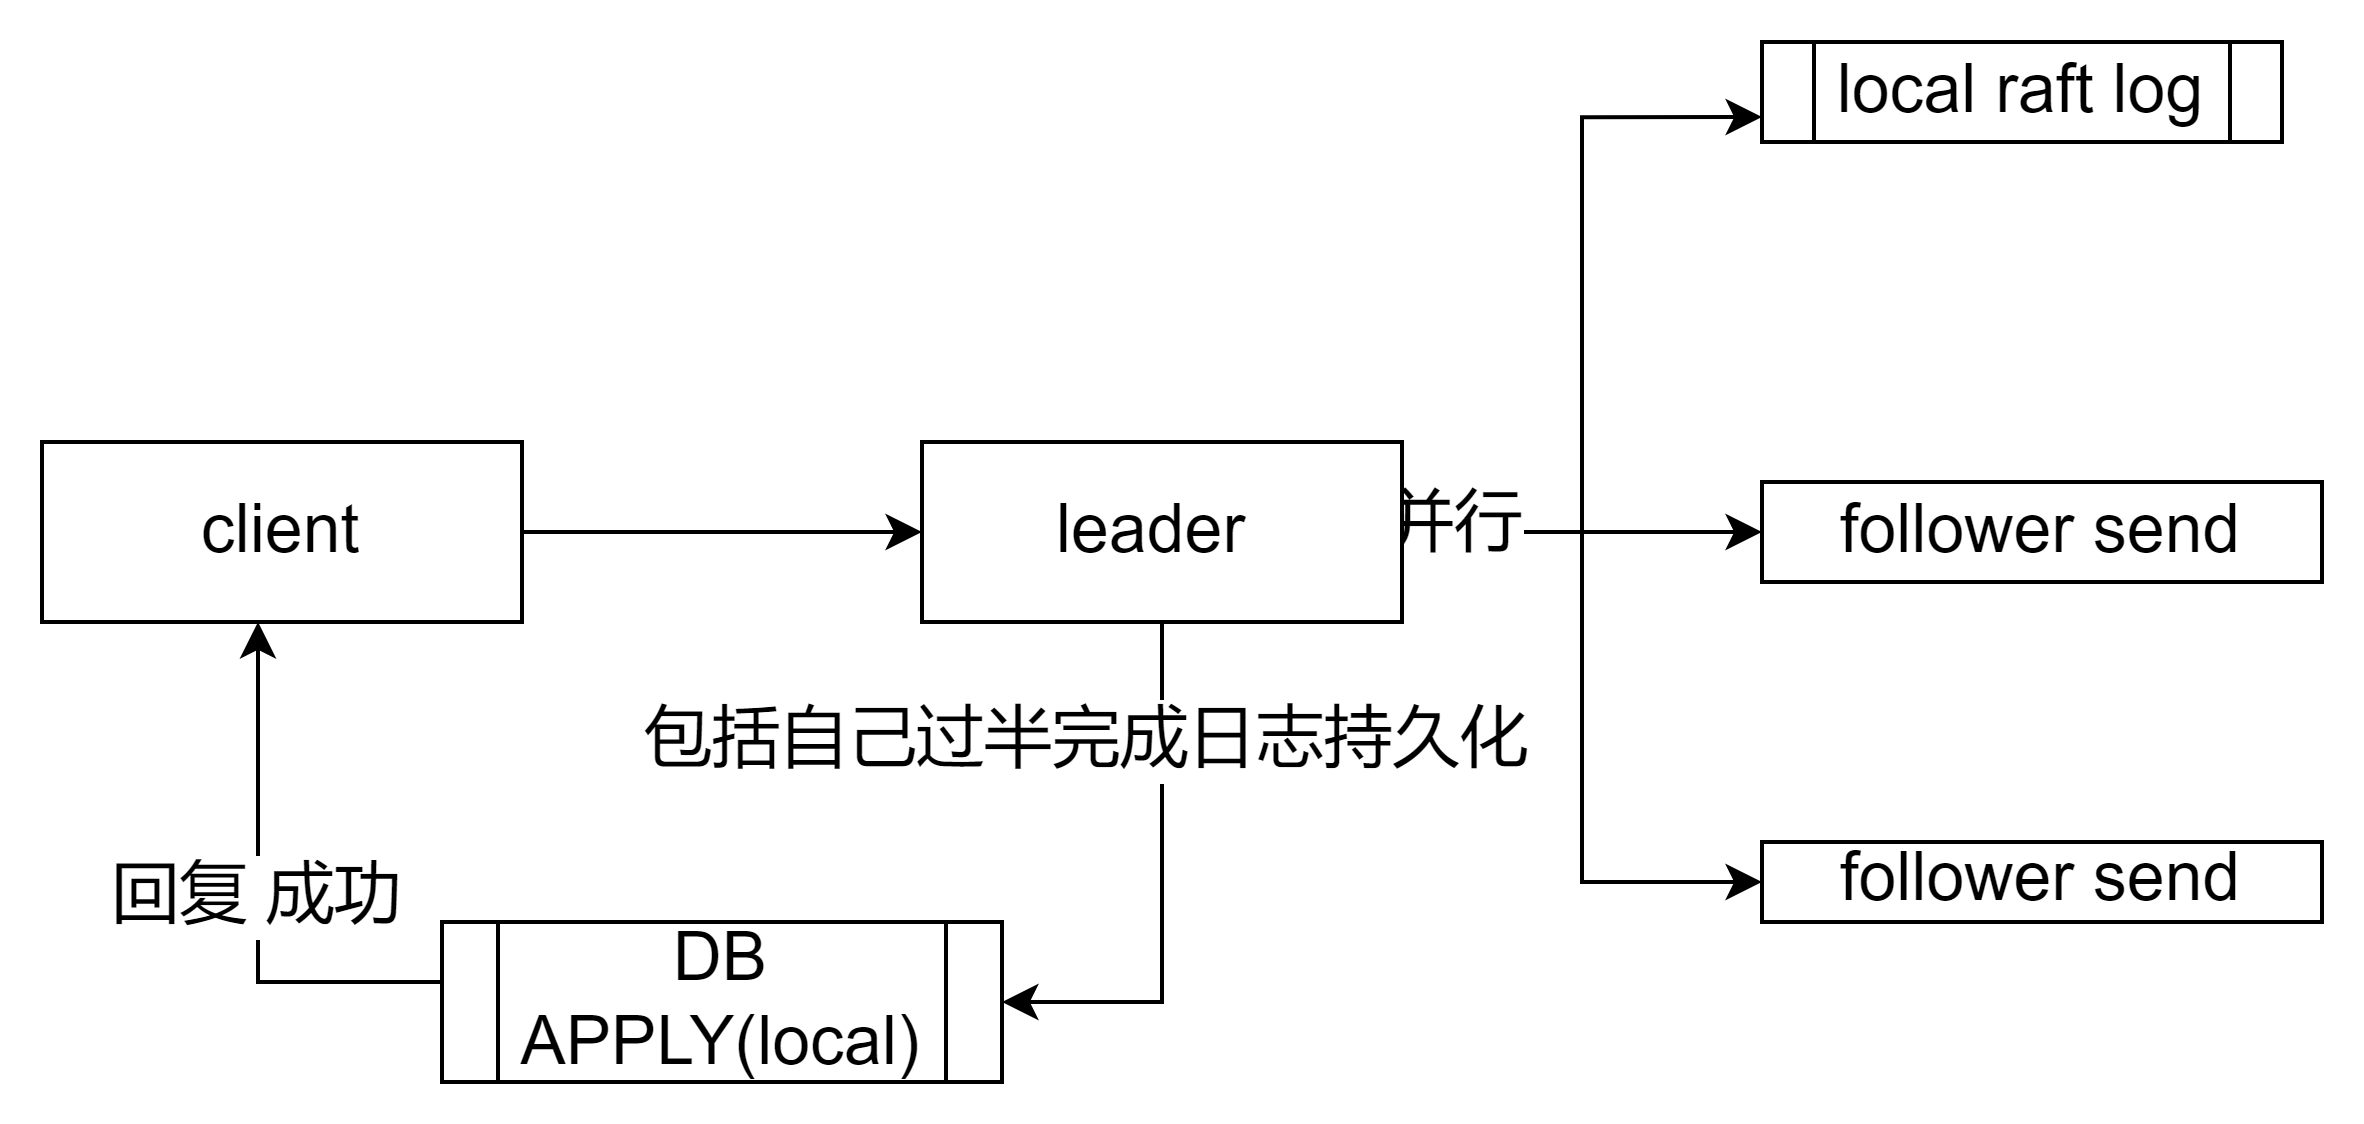 local raft log
client
leader
并行
follower send
包括自己过半完成日志持久化
follower send
回复 成功
DB
APPLY(local)